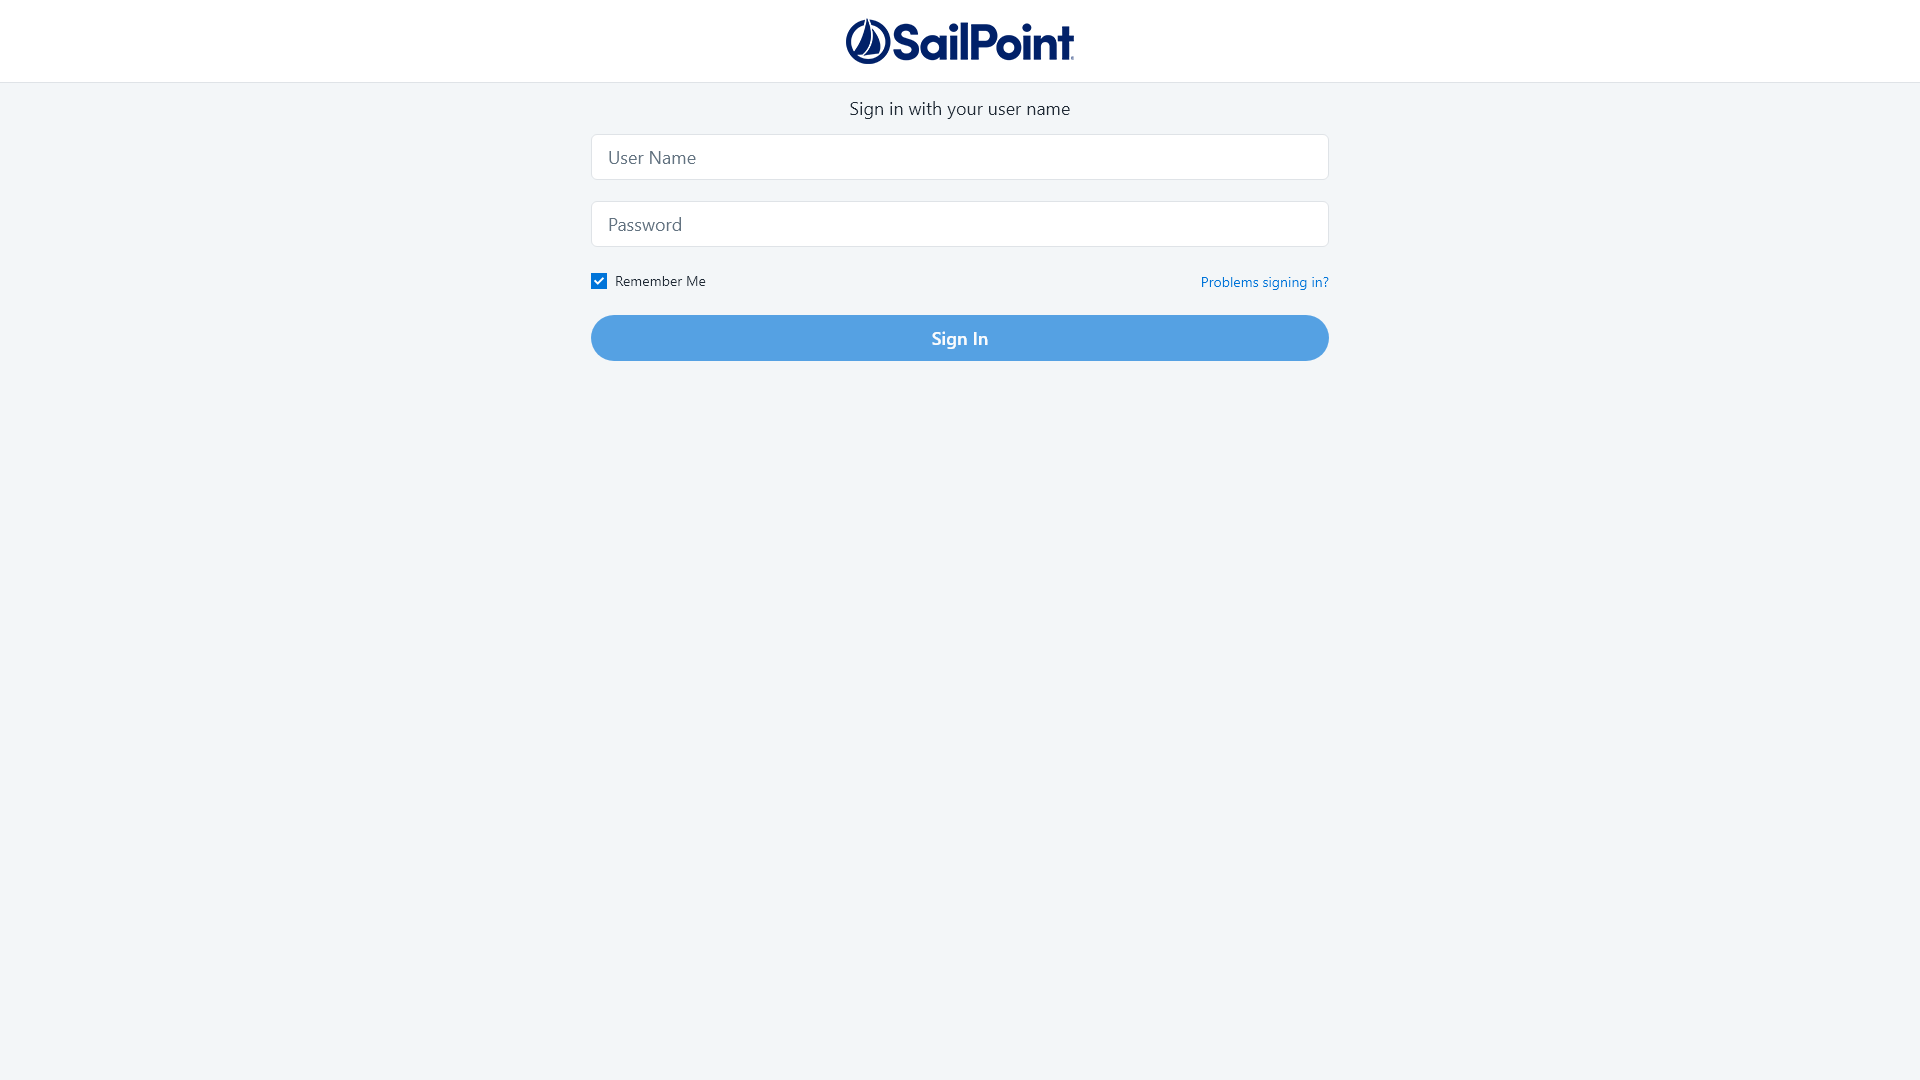 SailPoint
Sign in with your user name
User Name
Password
Remember Me
Problems signing in?
Sign In